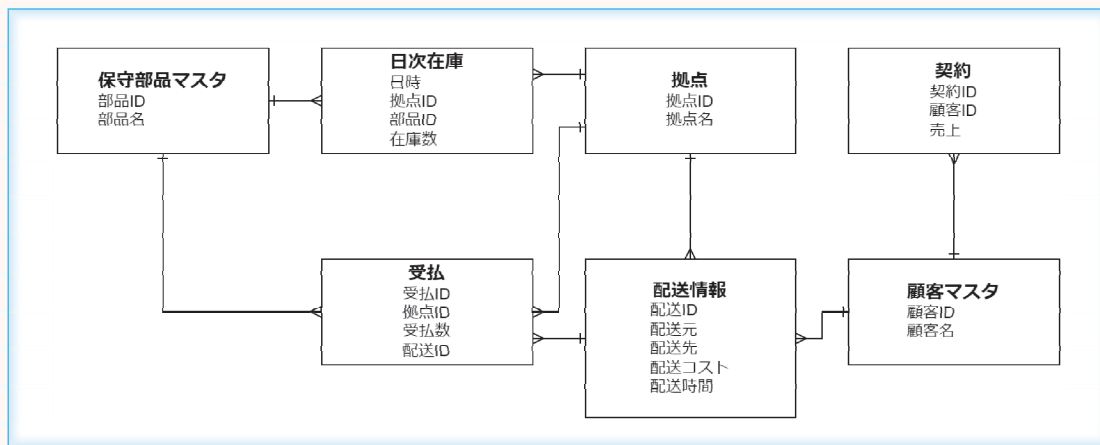 保守部品マスタ
部品ID
部品名
日次在庫
日時
拠点ID
部品ID
在庫数
拠点
拠点ID
拠点名
契約
契約ID
顧客ID
売上
受払
受払ID
拠点ID
受払数
配送ID
配送情報
配送ID
配送元
配送先
配送コスト
配送時間
顧客マスタ
顧客ID
顧客名